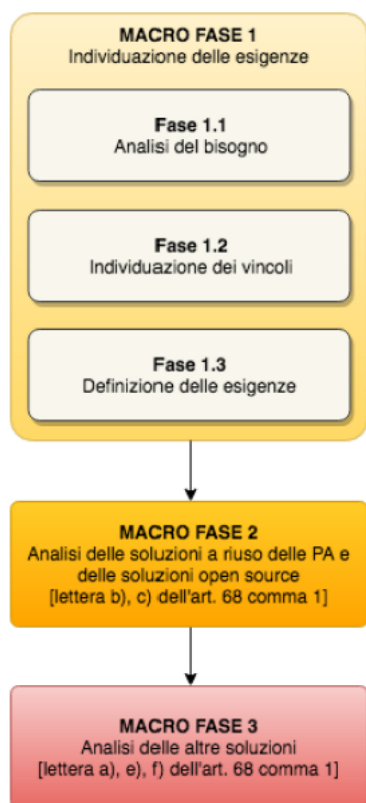 MACRO FASE 1
Individuazione delle esigenze
Fase 1.1
Analisi del bisogno
Fase 1.2
Individuazione dei vincoli
Fase 1.3
Definizione delle esigenze
MACRO FASE 2
Analisi delle soluzioni a riuso delle PA e
delle soluzioni open source
[lettera b), c) dell'art. 68 comma 1]
MACRO FASE 3
Analisi delle altre soluzioni
[lettera a), e), f) dell'art. 68 comma 1]